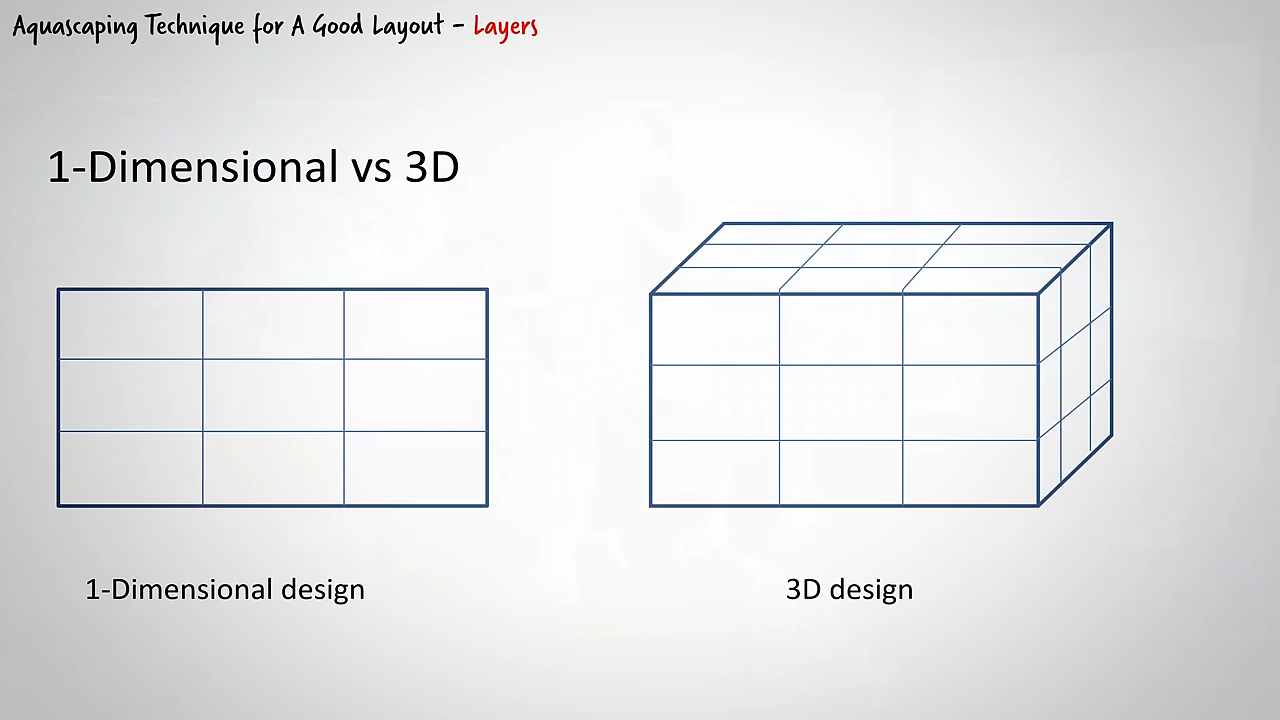 Aquascaping Technique for A Good Layout - Layers
1-Dimensional vs 3D
1-Dimensional design
3D design